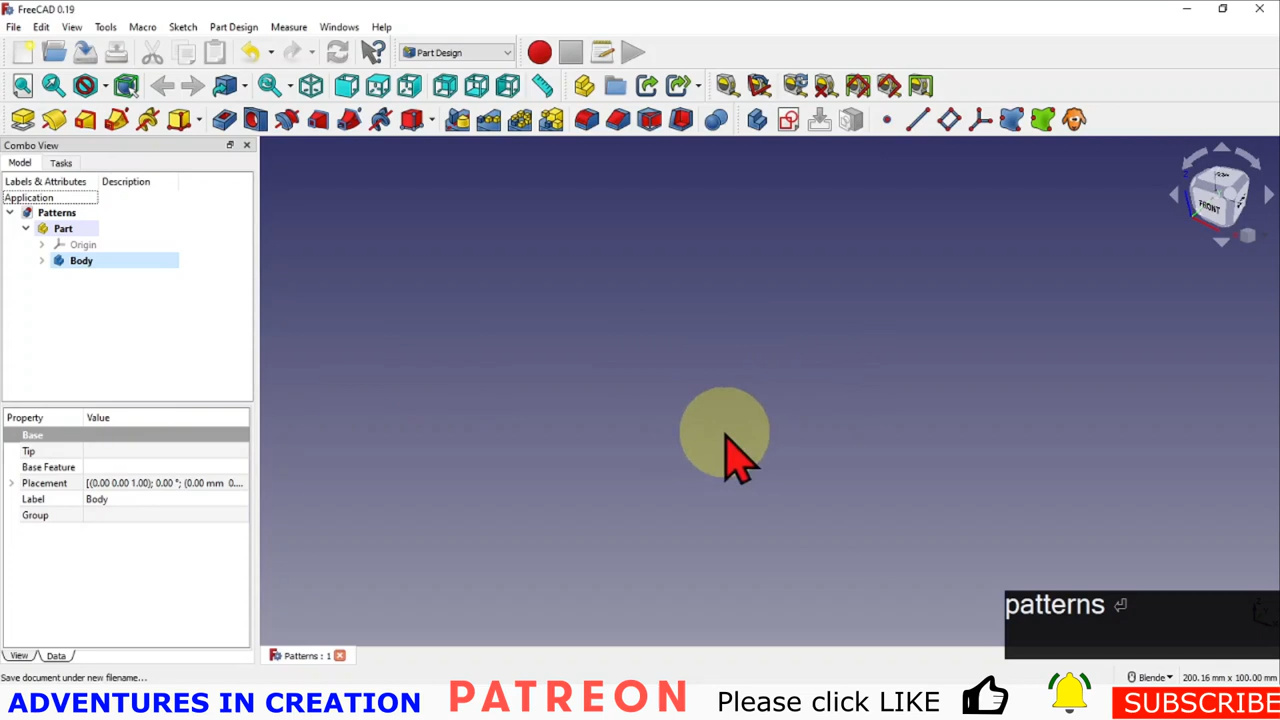 FreeCAD 0.19
File Edit View Tools Macro Sketch Part Design Measure Windows Help
Part Design
Combo View
Model Tasks
Labels & Attributes Description
Application
Patterns
Part
Origin
Body
Property Value
Base
Tip
Base Feature
Placement [(0.00 0.00 1.00); 0.00 °; (0.00 mm 0....
Label Body
Group
FRONT
patterns ⏎
View Data
Patterns : 1
Save document under new filename...
Blende 200.16 mm x 100.00 mm
ADVENTURES IN CREATION PATREON Please click LIKE SUBSCRIBE